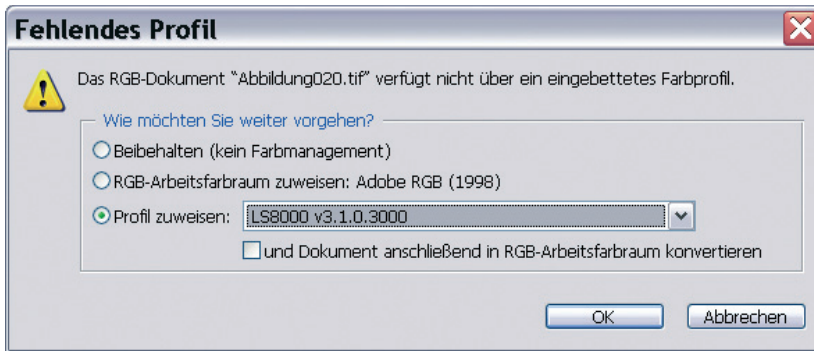 Fehlendes Profil
Das RGB-Dokument “Abbildung020.tif” verfügt nicht über ein eingebettetes Farbprofil.
Wie möchten Sie weiter vorgehen?
Beibehalten (kein Farbmanagement)
RGB-Arbeitsfarbraum zuweisen: Adobe RGB (1998)
Profil zuweisen: LS8000 v3.1.0.3000
und Dokument anschließend in RGB-Arbeitsfarbraum konvertieren
OK Abbrechen